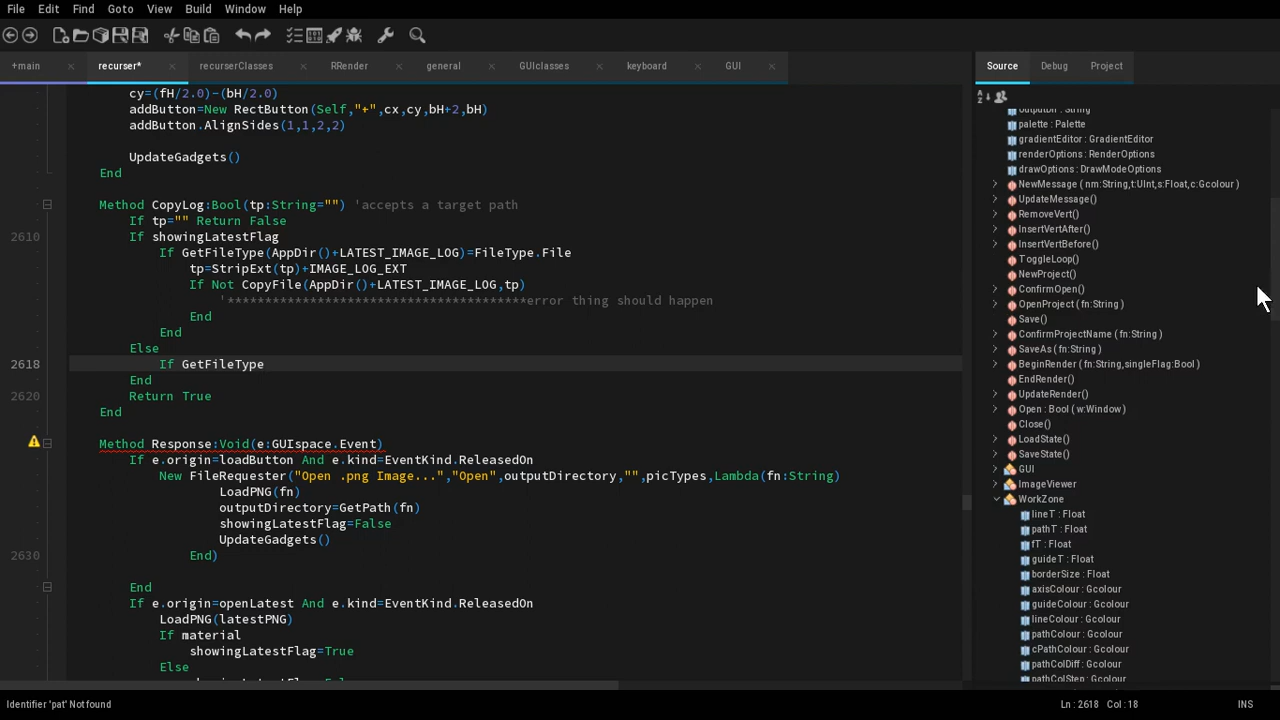 File Edit Find Goto View Build Window Help
+main recurser* recurserClasses RRender general GUIclasses keyboard GUI
cy=(fH/2.0)-(bH/2.0)
addButton=New RectButton(Self,"+",cx,cy,bH+2,bH)
addButton.AlignSides(1,1,2,2)
UpdateGadgets()
End
Method CopyLog:Bool(tp:String="") 'accepts a target path
If tp="" Return False
2610 If showingLatestFlag
If GetFileType(AppDir()+LATEST_IMAGE_LOG)=FileType.File
tp=StripExt(tp)+IMAGE_LOG_EXT
If Not CopyFile(AppDir()+LATEST_IMAGE_LOG,tp)
'****************************************error thing should happen
End
End
Else
2618 If GetFileType
End
2620 Return True
End
Method Response:Void(e:GUIspace.Event)
If e.origin=loadButton And e.kind=EventKind.ReleasedOn
New FileRequester("Open .png Image...","Open",outputDirectory,"",picTypes,Lambda(fn:String)
LoadPNG(fn)
outputDirectory=GetPath(fn)
showingLatestFlag=False
UpdateGadgets()
2630 End)
End
If e.origin=openLatest And e.kind=EventKind.ReleasedOn
LoadPNG(latestPNG)
If material
showingLatestFlag=True
Else
Source Debug Project
outputDir : String
palette : Palette
gradientEditor : GradientEditor
renderOptions : RenderOptions
drawOptions : DrawModeOptions
NewMessage ( nm:String,t:UInt,s:Float,c:Gcolour )
UpdateMessage()
RemoveVert()
InsertVertAfter()
InsertVertBefore()
ToggleLoop()
NewProject()
ConfirmOpen()
OpenProject ( fn:String )
Save()
ConfirmProjectName ( fn:String )
SaveAs ( fn:String )
BeginRender ( fn:String,singleFlag:Bool )
EndRender()
UpdateRender()
Open : Bool ( w:Window )
Close()
LoadState()
SaveState()
GUI
ImageViewer
WorkZone
lineT : Float
pathT : Float
fT : Float
guideT : Float
borderSize : Float
axisColour : Gcolour
guideColour : Gcolour
lineColour : Gcolour
pathColour : Gcolour
cPathColour : Gcolour
pathColDiff : Gcolour
pathColStep : Gcolour
Identifier 'pat' Not found Ln : 2618 Col : 18 INS